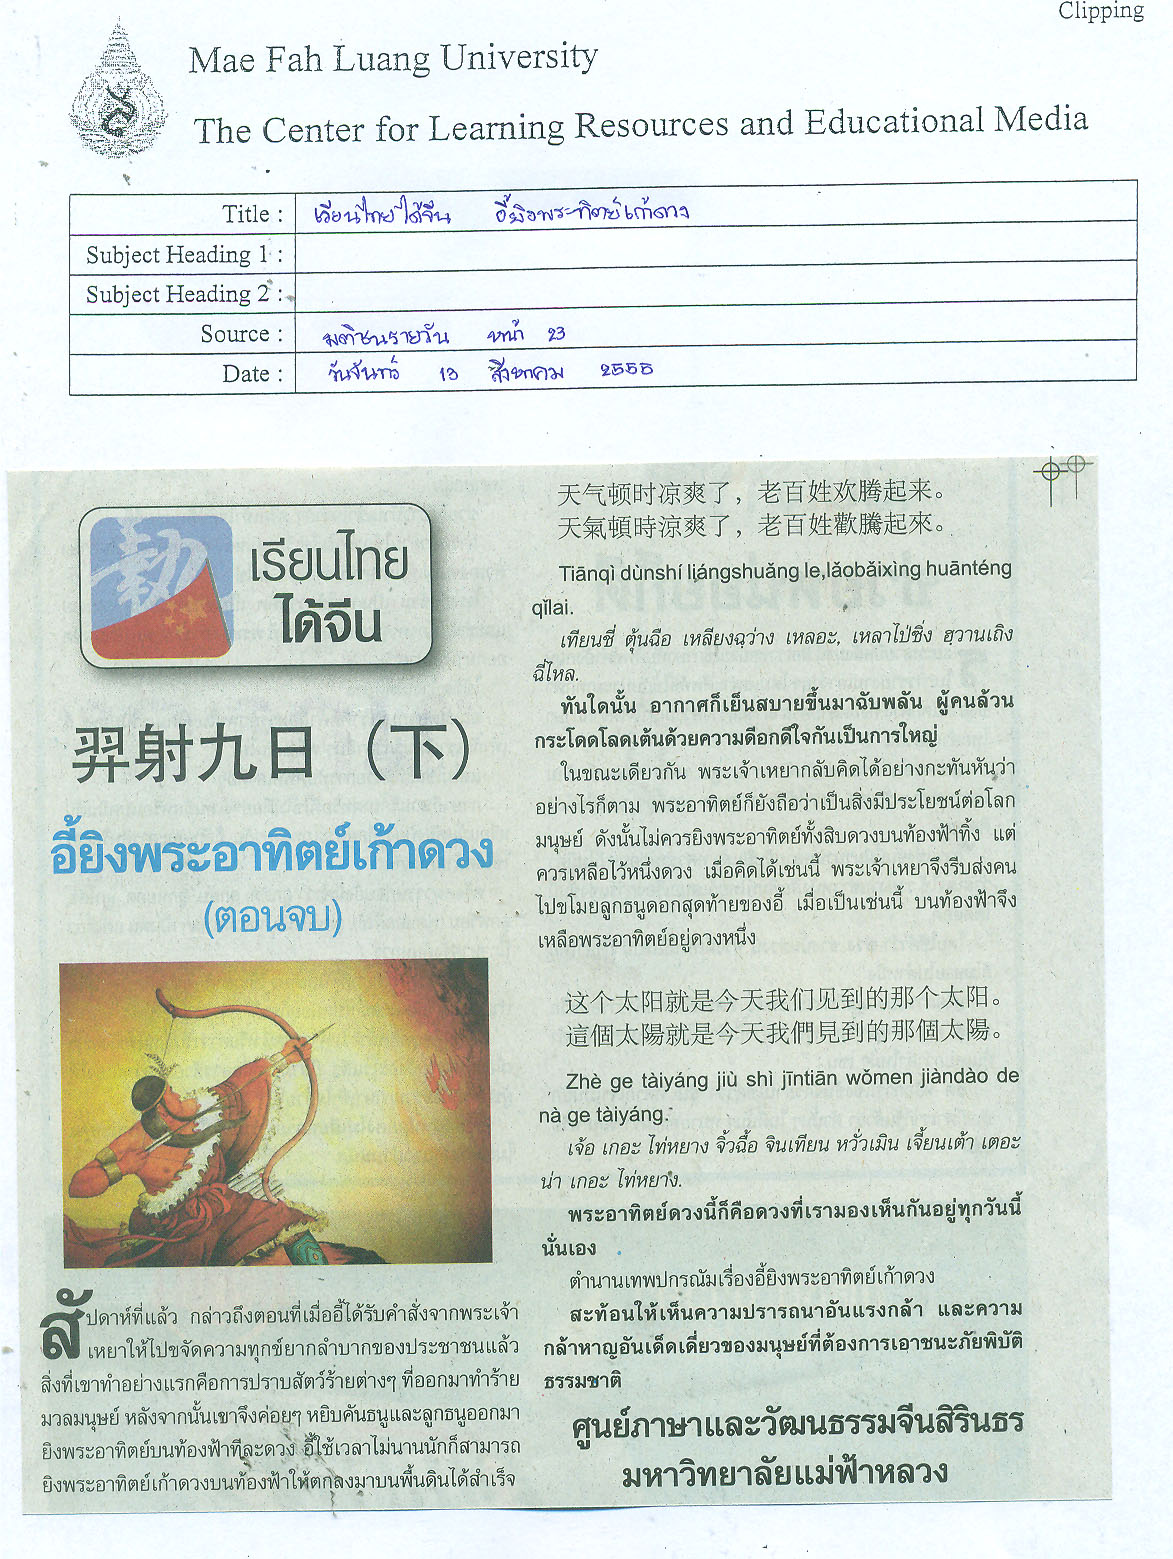 Clipping
Mae Fah Luang University
The Center for Learning Resources and Educational Media
Title : เรียนไทยได้จีน อี้ยิงพระทิตย์เก้าดวง
Subject Heading 1 :
Subject Heading 2 :
Source : มติชนรายวัน หน้า 23
Date : วันจันทร์ 13 สิงหาคม 2555
เรียนไทย
ได้จีน
羿射九日（下）
อี้ยิงพระอาทิตย์เก้าดวง
(ตอนจบ)
สัปดาห์ที่แล้ว กล่าวถึงตอนที่เมื่ออี้ได้รับคำสั่งจากพระเจ้า
เหยาให้ไปขจัดความทุกข์ยากลำบากของประชาชนแล้ว
สิ่งที่เขาทำอย่างแรกคือการปราบสัตว์ร้ายต่างๆ ที่ออกมาทำร้าย
มวลมนุษย์ หลังจากนั้นเขาจึงค่อยๆ หยิบคันธนูและลูกธนูออกมา
ยิงพระอาทิตย์บนท้องฟ้าทีละดวง อี้ใช้เวลาไม่นานนักก็สามารถ
ยิงพระอาทิตย์เก้าดวงบนท้องฟ้าให้ตกลงมาบนพื้นดินได้สำเร็จ
天气顿时凉爽了，老百姓欢腾起来。
天氣頓時涼爽了，老百姓歡騰起來。
Tiānqì dùnshí liángshuǎng le,lǎobǎixìng huānténg
qǐlai.
เทียนชี่ ตุ้นฉือ เหลียงฉว่าง เหลอะ, เหลาไป่ซิ่ง ฮวานเถิง
ฉี่ไหล.
ทันใดนั้น อากาศก็เย็นสบายขึ้นมาฉับพลัน ผู้คนล้วน
กระโดดโลดเต้นด้วยความดีอกดีใจกันเป็นการใหญ่
ในขณะเดียวกัน พระเจ้าเหยากลับคิดได้อย่างกะทันหันว่า
อย่างไรก็ตาม พระอาทิตย์ก็ยังถือว่าเป็นสิ่งมีประโยชน์ต่อโลก
มนุษย์ ดังนั้นไม่ควรยิงพระอาทิตย์ทั้งสิบดวงบนท้องฟ้าทิ้ง แต่
ควรเหลือไว้หนึ่งดวง เมื่อคิดได้เช่นนี้ พระเจ้าเหยาจึงรีบส่งคน
ไปขโมยลูกธนูดอกสุดท้ายของอี้ เมื่อเป็นเช่นนี้ บนท้องฟ้าจึง
เหลือพระอาทิตย์อยู่ดวงหนึ่ง
这个太阳就是今天我们见到的那个太阳。
這個太陽就是今天我們見到的那個太陽。
Zhè ge tàiyáng jiù shì jīntiān wǒmen jiàndào de
nà ge tàiyáng.
เจ้อ เกอะ ไท่หยาง จิ้วฉื้อ จินเทียน หวั่วเมิน เจี้ยนเต้า เตอะ
น่า เกอะ ไท่หยาง.
พระอาทิตย์ดวงนี้ก็คือดวงที่เรามองเห็นกันอยู่ทุกวันนี้
นั่นเอง
ตำนานเทพปกรณัมเรื่องอี้ยิงพระอาทิตย์เก้าดวง
สะท้อนให้เห็นความปรารถนาอันแรงกล้า และความ
กล้าหาญอันเด็ดเดี่ยวของมนุษย์ที่ต้องการเอาชนะภัยพิบัติ
ธรรมชาติ
ศูนย์ภาษาและวัฒนธรรมจีนสิรินธร
มหาวิทยาลัยแม่ฟ้าหลวง